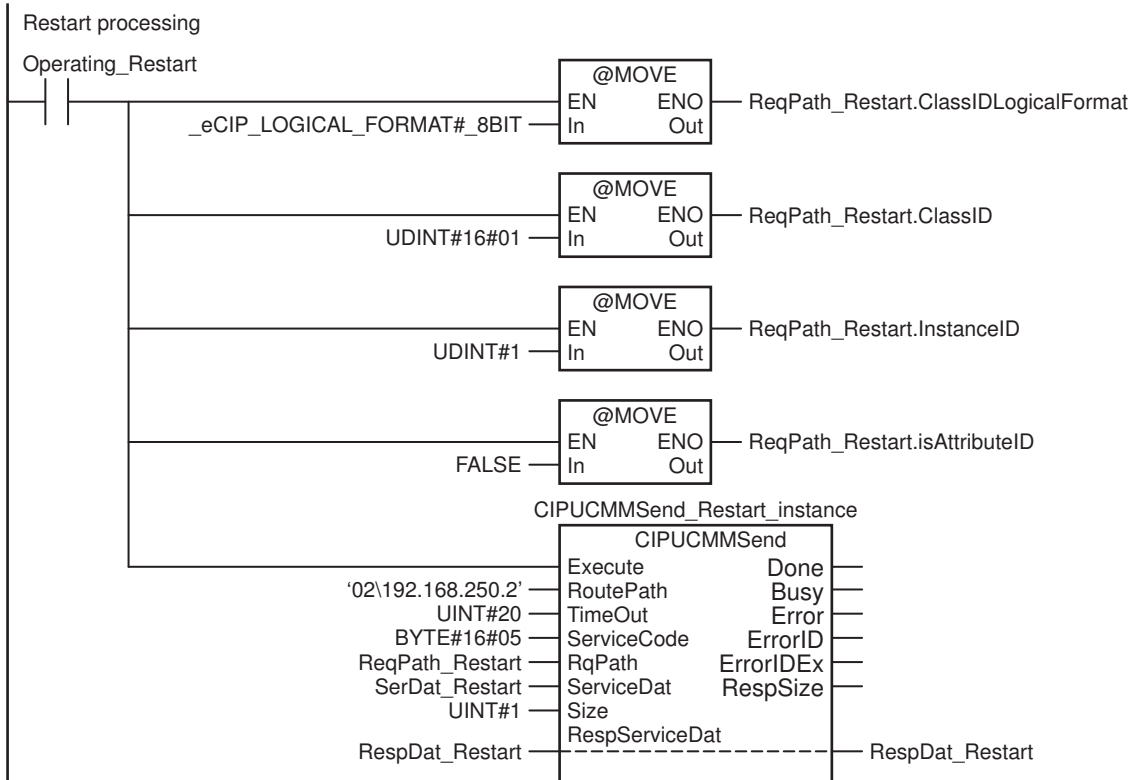 Restart processing
Operating_Restart
@MOVE
EN ENO ReqPath_Restart.ClassIDLogicalFormat
_eCIP_LOGICAL_FORMAT#_8BIT In Out
@MOVE
EN ENO ReqPath_Restart.ClassID
UDINT#16#01 In Out
@MOVE
EN ENO ReqPath_Restart.InstanceID
UDINT#1 In Out
@MOVE
EN ENO ReqPath_Restart.isAttributeID
FALSE In Out
CIPUCMMSend_Restart_instance
CIPUCMMSend
Execute Done
‘02\192.168.250.2’ RoutePath Busy
UINT#20 TimeOut Error
BYTE#16#05 ServiceCode ErrorID
ReqPath_Restart RqPath ErrorIDEx
SerDat_Restart ServiceDat RespSize
UINT#1 Size
RespServiceDat
RespDat_Restart RespDat_Restart